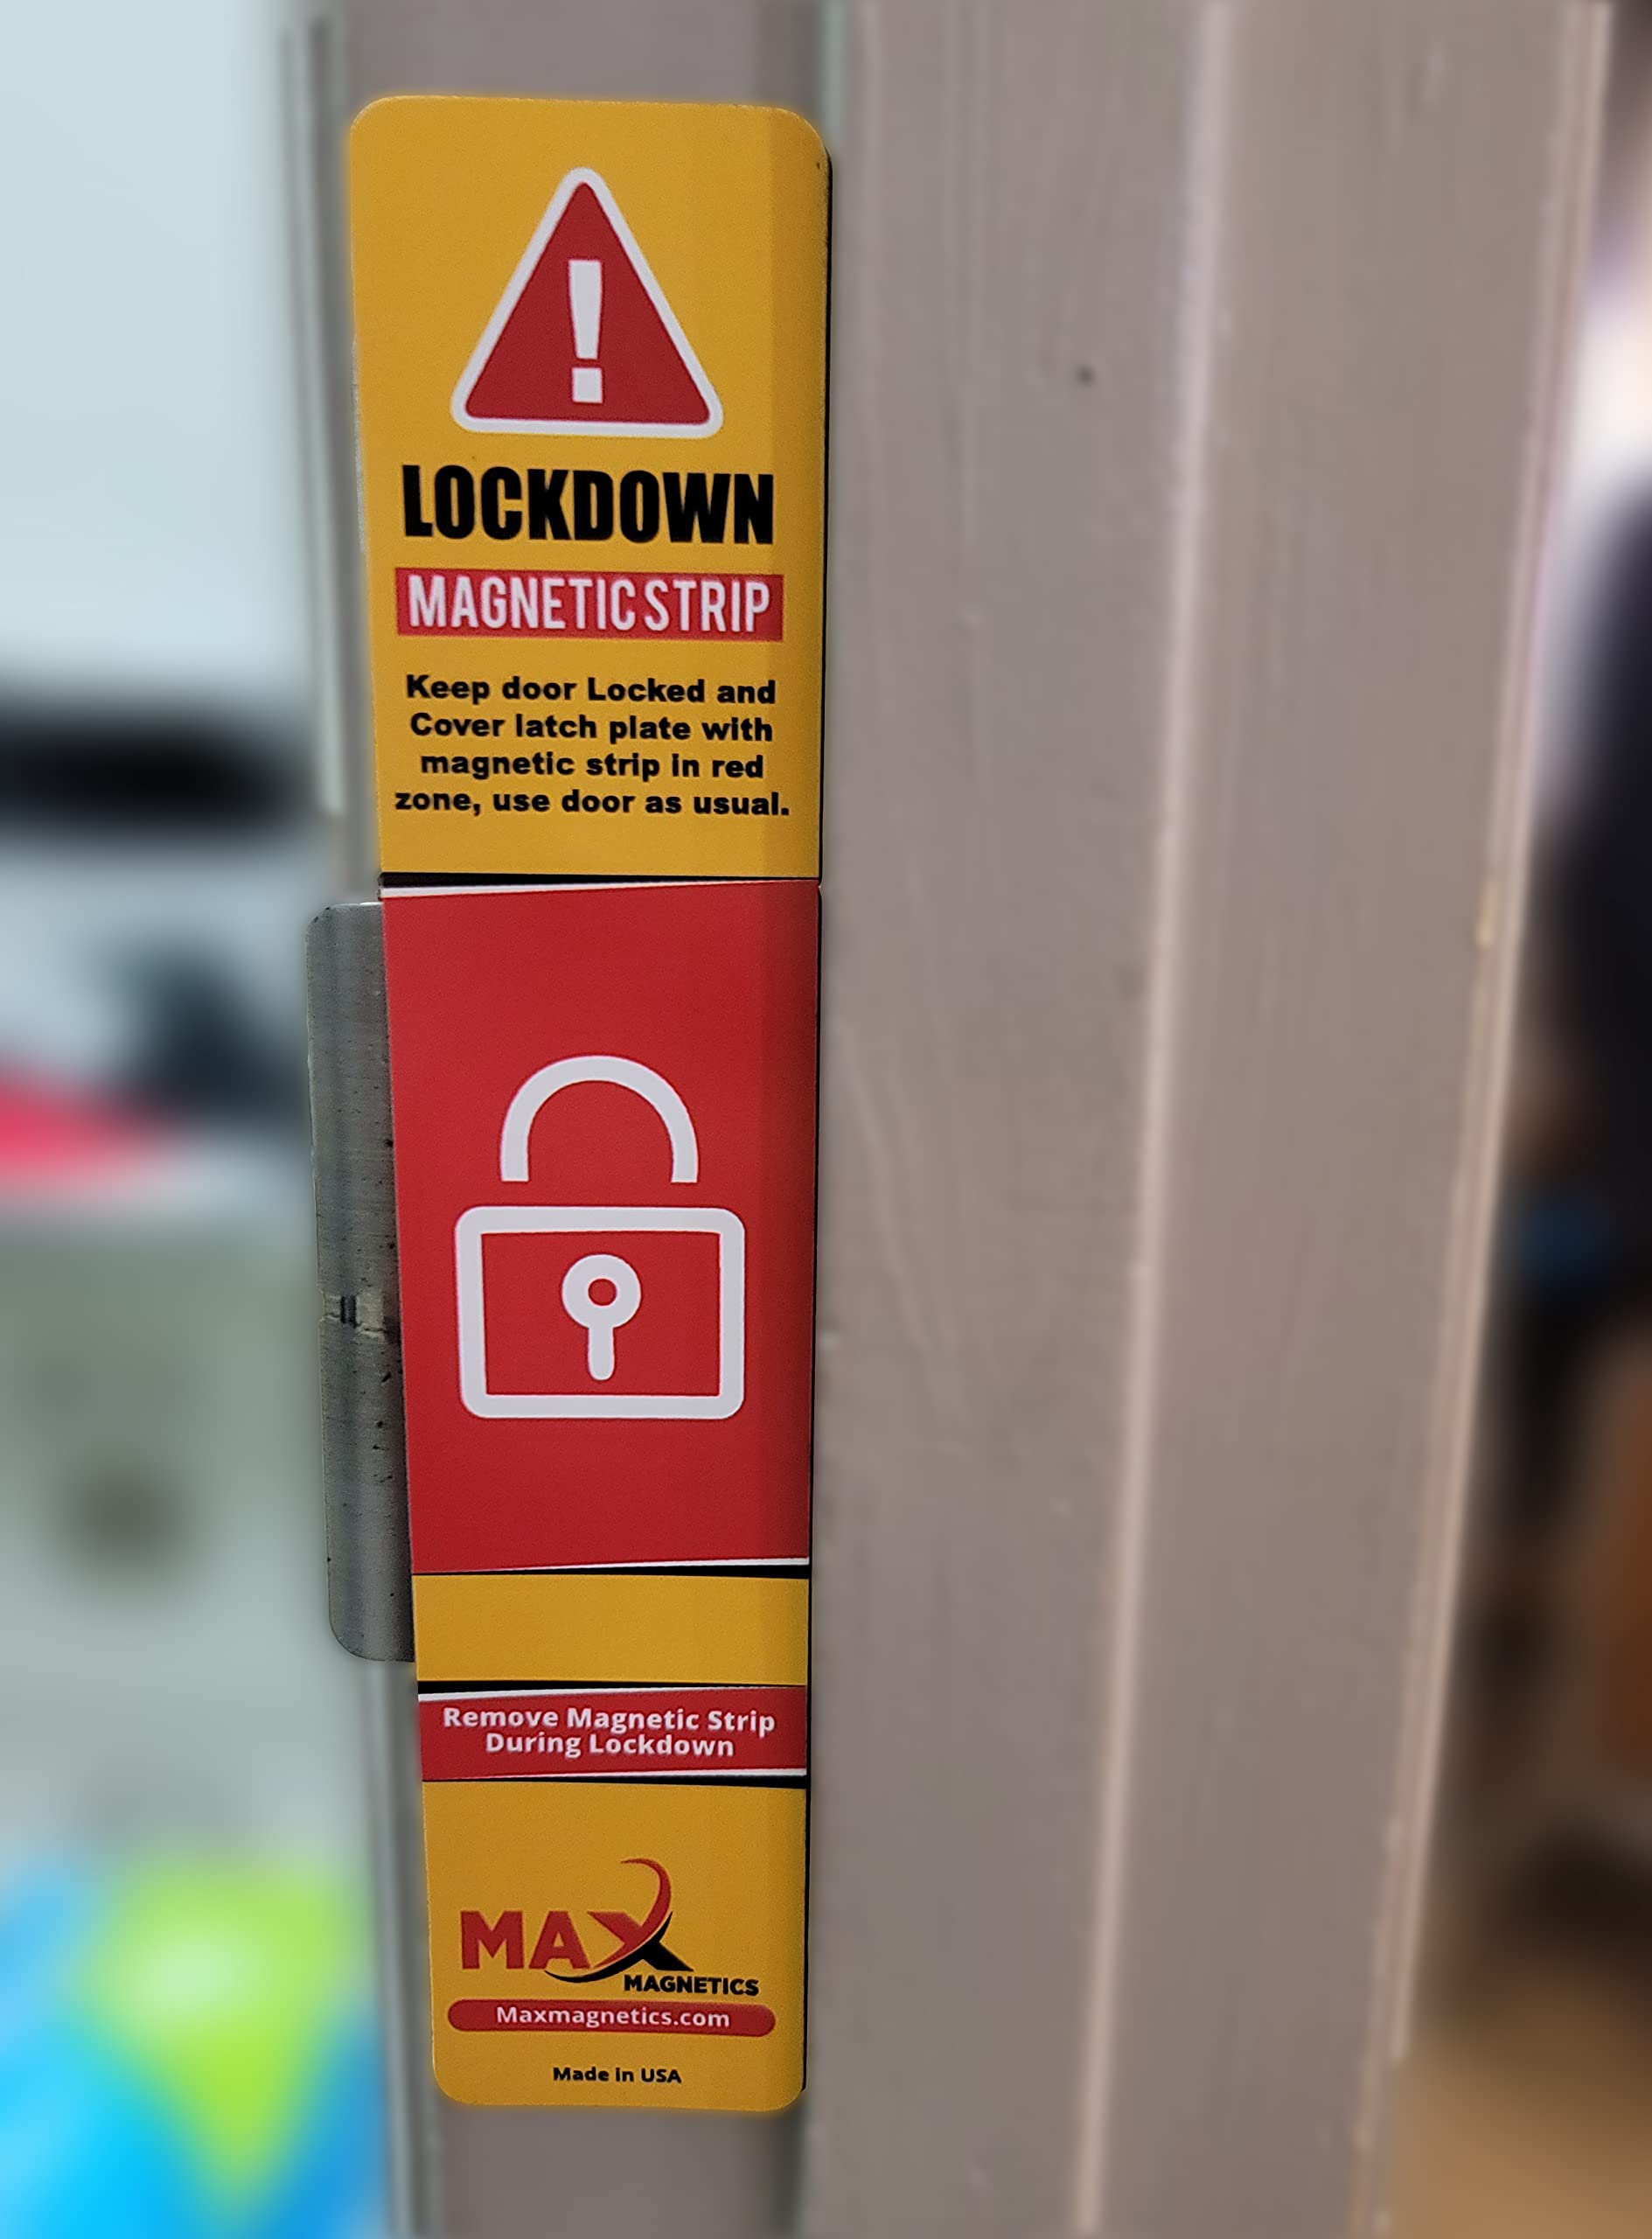 !
LOCKDOWN
MAGNETIC STRIP
Keep door Locked and
Cover latch plate with
magnetic strip in red
zone, use door as usual.
Remove Magnetic Strip
During Lockdown
MAX
MAGNETICS
Maxmagnetics.com
Made in USA